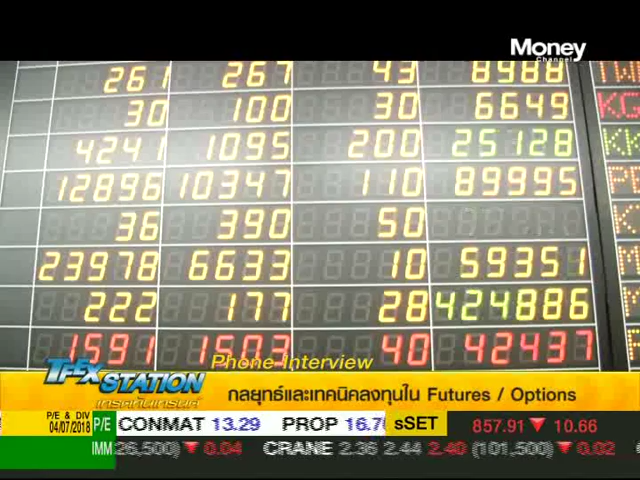 Money
Channel
261 267 43 8988
30 100 30 6649 KG
4241 1095 200 25128 KK
12896 10347 110 89995
36 390 50 K
23978 6633 10 59351
222 177 28 424886
1591 1503 40 42437
Phone Interview
TFEX STATION
กลยุทธ์และเทคนิคลงทุนใน Futures / Options
P/E & DIV
04/07/2018
P/E CONMAT 13.29 PROP 16.7 sSET 857.91 ▼ 10.66
IMM 26,500) ▼ 0.04 CRANE 2.36 2.44 2.40 (101,500) ▼ 0.02